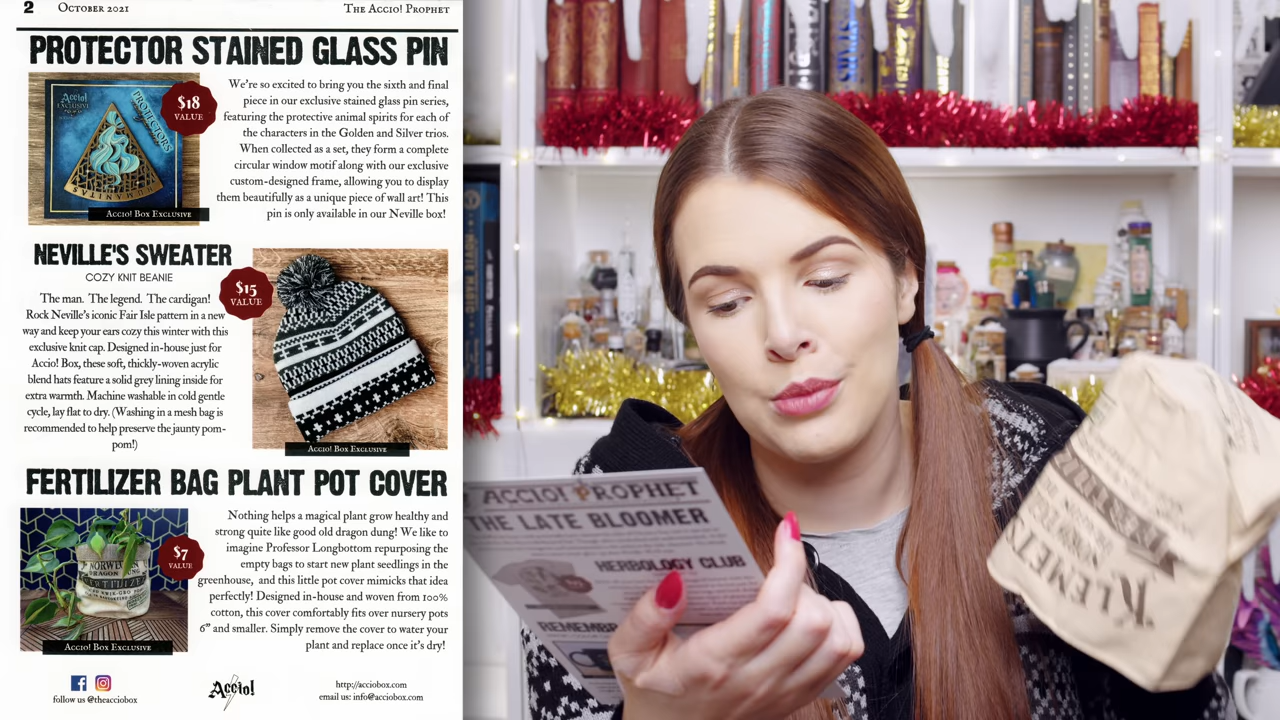 2 October 2021 The Accio! Prophet
PROTECTOR STAINED GLASS PIN
Accio!
EXCLUSIVE
PROTECTORS
HUMANITAS
$18
VALUE
Accio! Box Exclusive
We're so excited to bring you the sixth and final
piece in our exclusive stained glass pin series,
featuring the protective animal spirits for each of
the characters in the Golden and Silver trios.
When collected as a set, they form a complete
circular window motif along with our exclusive
custom-designed frame, allowing you to display
them beautifully as a unique piece of wall art! This
pin is only available in our Neville box!
NEVILLE'S SWEATER
COZY KNIT BEANIE
$15
VALUE
The man. The legend. The cardigan!
Rock Neville's iconic Fair Isle pattern in a new
way and keep your ears cozy this winter with this
exclusive knit cap. Designed in-house just for
Accio! Box, these soft, thickly-woven acrylic
blend hats feature a solid grey lining inside for
extra warmth. Machine washable in cold gentle
cycle, lay flat to dry. (Washing in a mesh bag is
recommended to help preserve the jaunty pom-
pom!)
Accio! Box Exclusive
FERTILIZER BAG PLANT POT COVER
$7
VALUE
Accio! Box Exclusive
Nothing helps a magical plant grow healthy and
strong quite like good old dragon dung! We like to
imagine Professor Longbottom repurposing the
empty bags to start new plant seedlings in the
greenhouse, and this little pot cover mimicks that idea
perfectly! Designed in-house and woven from 100%
cotton, this cover comfortably fits over nursery pots
6" and smaller. Simply remove the cover to water your
plant and replace once it's dry!
follow us @theacciobox
Accio!
http://acciobox.com
email us: info@acciobox.com
ACCIO! PROPHET
THE LATE BLOOMER
HERBOLOGY CLUB